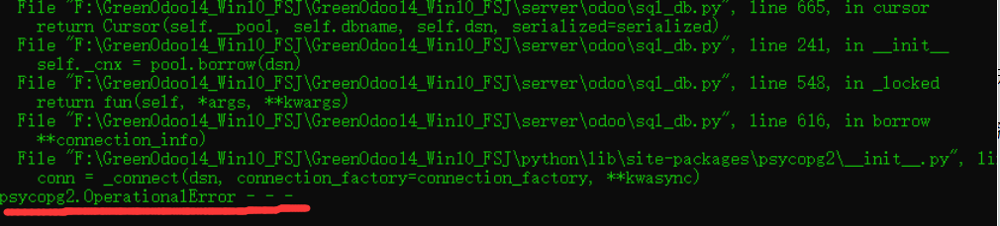 File "F:\GreenOdoo14_Win10_FSJ\GreenOdoo14_Win10_FSJ\server\odoo\sql_db.py", line 665, in cursor
return Cursor(self.__pool, self.dbname, self.dsn, serialized=serialized)
File "F:\GreenOdoo14_Win10_FSJ\GreenOdoo14_Win10_FSJ\server\odoo\sql_db.py", line 241, in __init__
self._cnx = pool.borrow(dsn)
File "F:\GreenOdoo14_Win10_FSJ\GreenOdoo14_Win10_FSJ\server\odoo\sql_db.py", line 548, in _locked
return fun(self, *args, **kwargs)
File "F:\GreenOdoo14_Win10_FSJ\GreenOdoo14_Win10_FSJ\server\odoo\sql_db.py", line 616, in borrow
**connection_info)
File "F:\GreenOdoo14_Win10_FSJ\GreenOdoo14_Win10_FSJ\python\lib\site-packages\psycopg2\__init__.py", li
conn = _connect(dsn, connection_factory=connection_factory, **kwasync)
psycopg2.OperationalError - - -